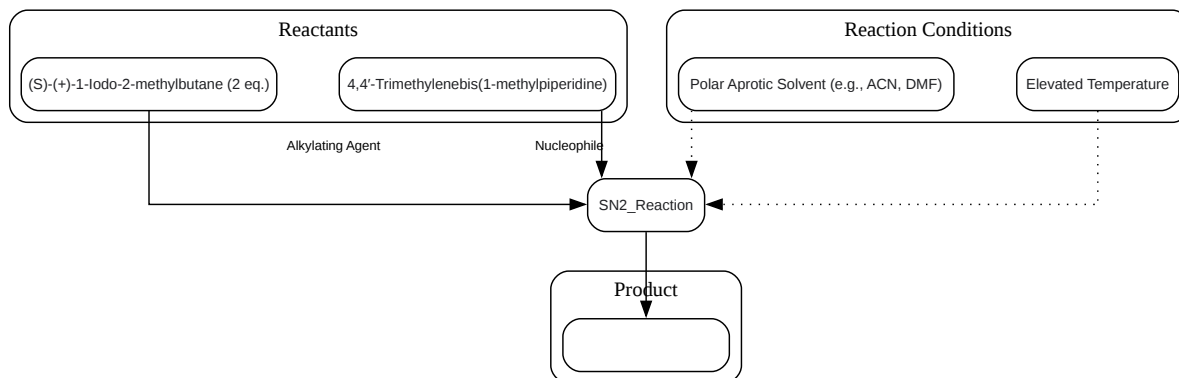 Reactants
Reaction Conditions
(S)-(+)-1-Iodo-2-methylbutane (2 eq.)
4,4′-Trimethylenebis(1-methylpiperidine)
Polar Aprotic Solvent (e.g., ACN, DMF)
Elevated Temperature
Alkylating Agent
Nucleophile
SN2_Reaction
Product